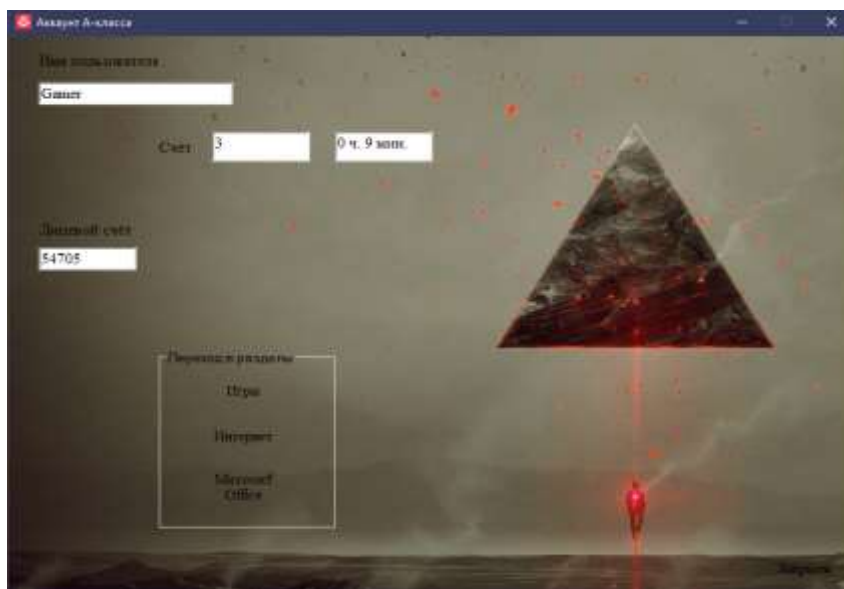 Аккаунт А-класса
Имя пользователя
Gamer
Счёт
3
0 ч. 9 мин.
Лицевой счёт
54705
Переход в разделы
Игры
Интернет
Microsoft
Office
Закрыть